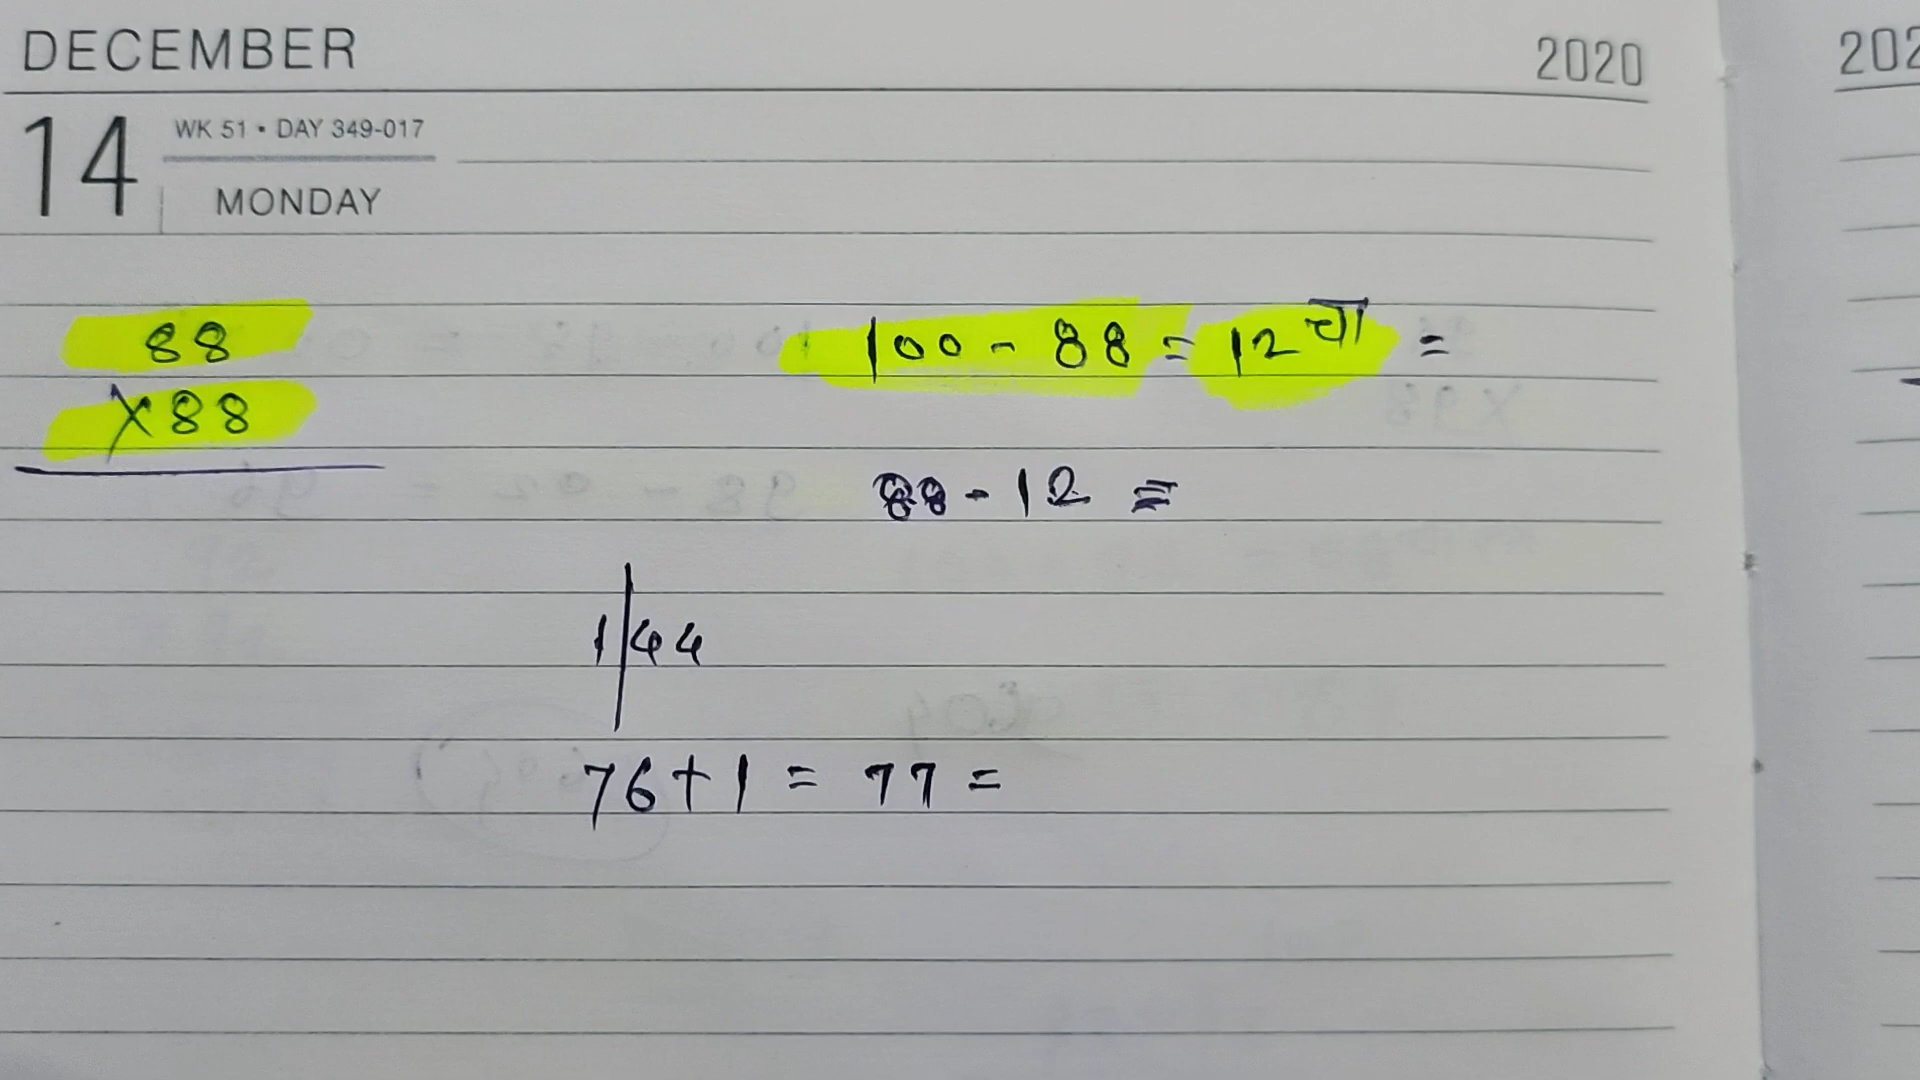 DECEMBER 2020
14 WK 51 • DAY 349-017
MONDAY
88
X 88
100 - 88 = 12 चा =
88 - 12 =
1|44
76 + 1 = 77 =
202